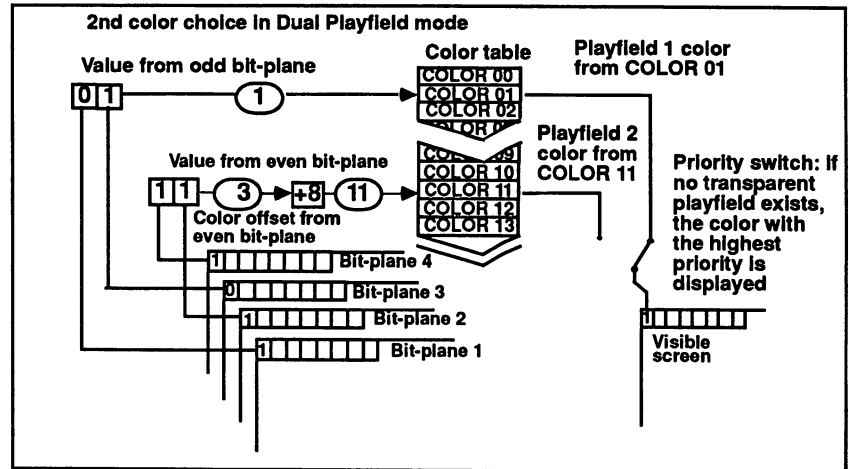 2nd color choice in Dual Playfield mode
Value from odd bit-plane
0 1
1
Color table
COLOR 00
COLOR 01
COLOR 02
Playfield 1 color
from COLOR 01
Value from even bit-plane
1 1
3
+8
11
Color offset from
even bit-plane
COLOR 10
COLOR 11
COLOR 12
COLOR 13
Playfield 2
color from
COLOR 11
Priority switch: If
no transparent
playfield exists,
the color with
the highest
priority is
displayed
1
Bit-plane 4
0
Bit-plane 3
1
Bit-plane 2
1
Bit-plane 1
1
Visible
screen